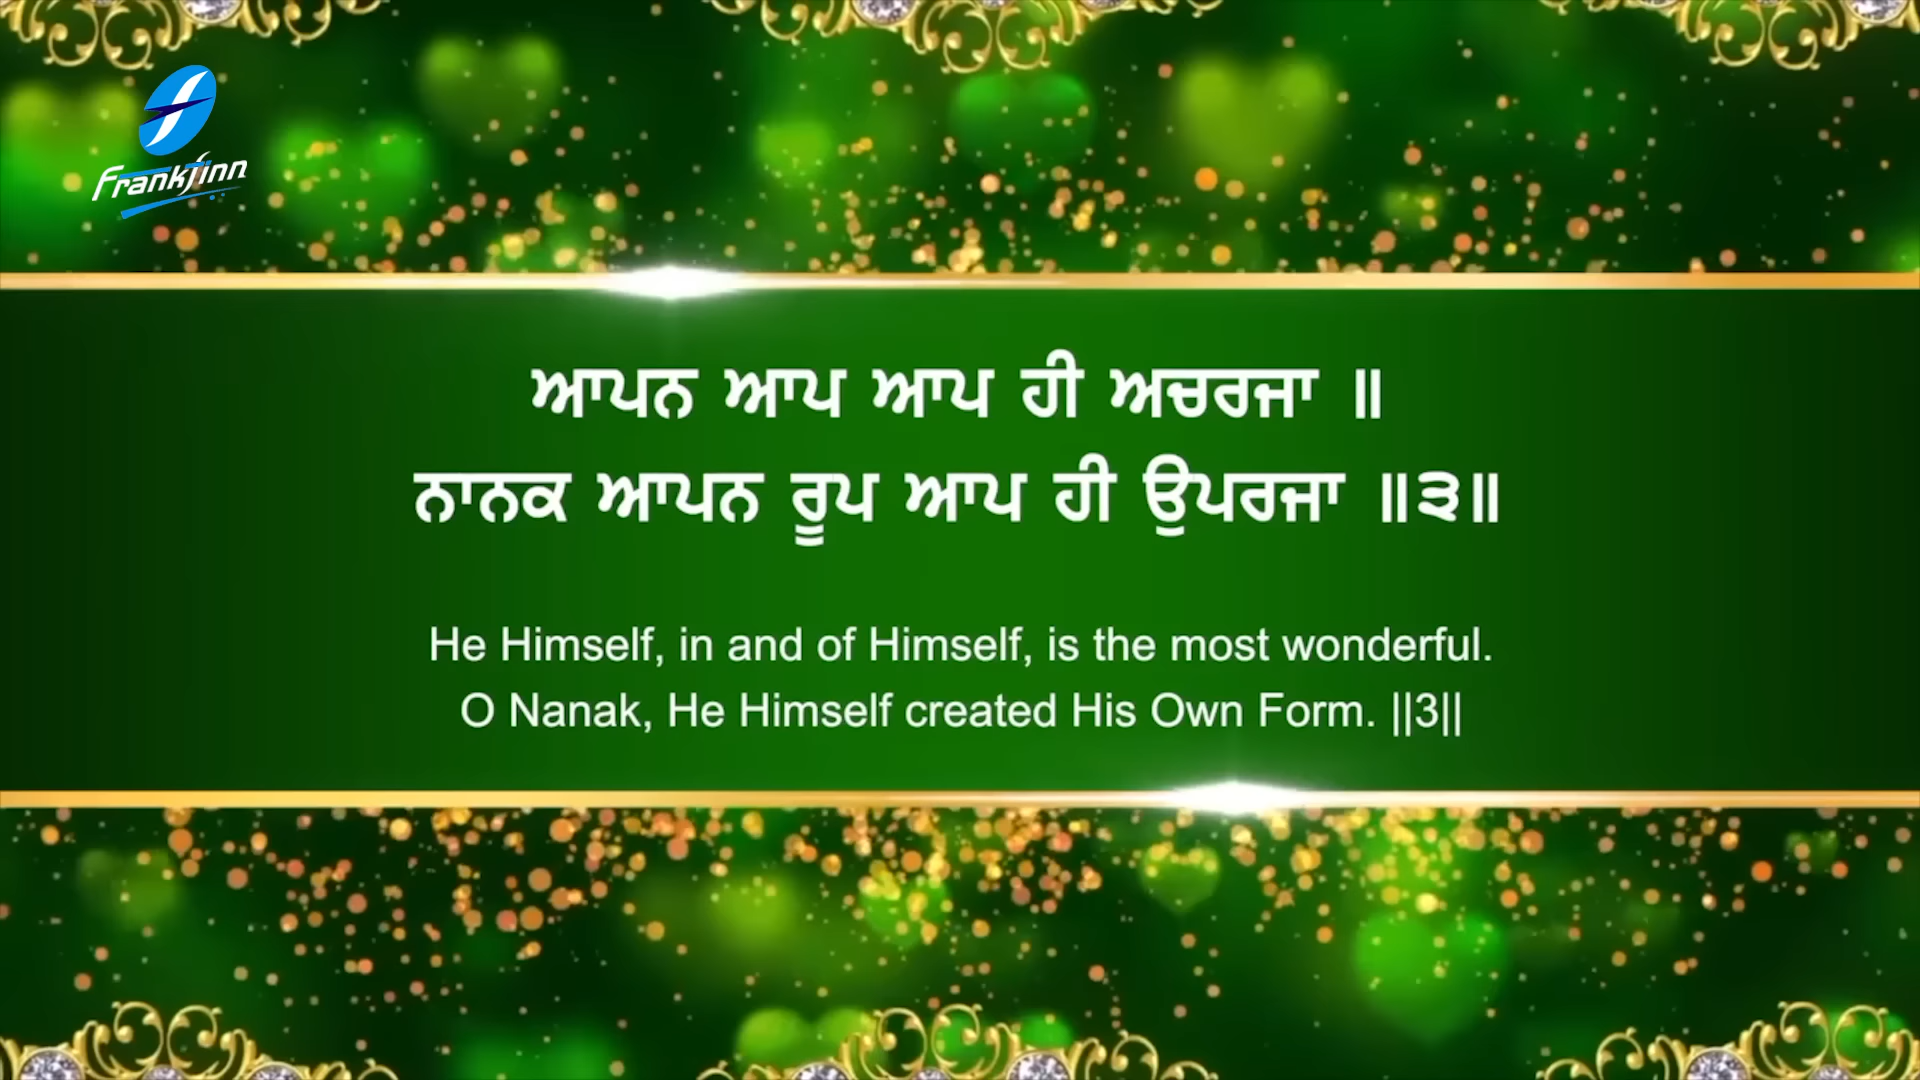 Frankfinn
ਆਪਨ ਆਪ ਆਪ ਹੀ ਅਚਰਜਾ ॥
ਨਾਨਕ ਆਪਨ ਰੂਪ ਆਪ ਹੀ ਉਪਰਜਾ ॥੩॥
He Himself, in and of Himself, is the most wonderful.
O Nanak, He Himself created His Own Form. ||3||